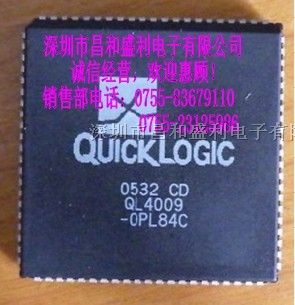 深圳市昌和盛利电子有限公司
诚信经营，欢迎惠顾！
销售部电话：0755-83679110
深圳市昌和盛利电子有限
QUICKLOGIC
0532 CD
QL4009
-0PL84C